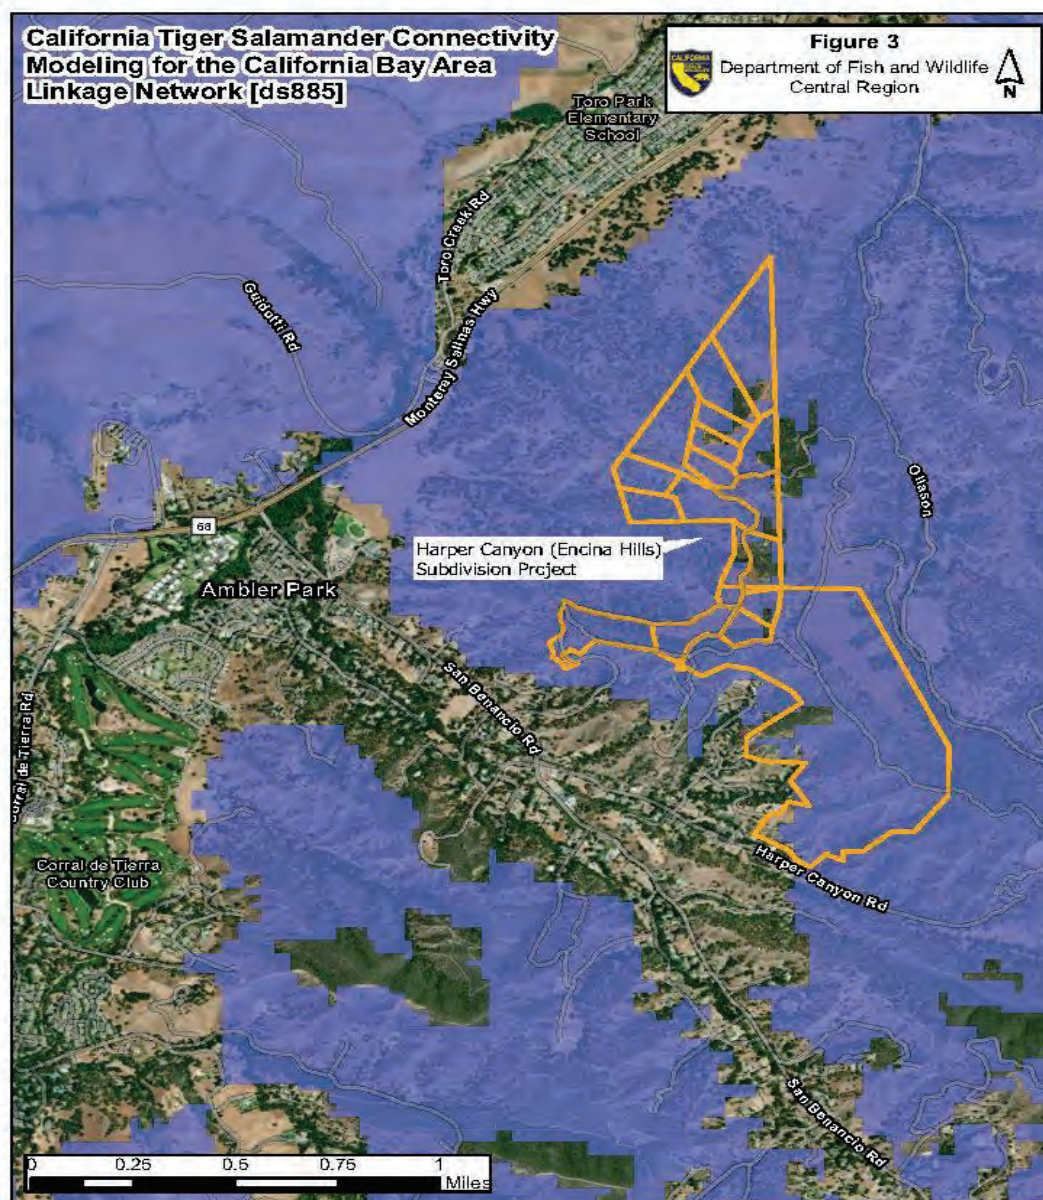 California Tiger Salamander Connectivity
Modeling for the California Bay Area
Linkage Network [ds885]
Figure 3
Department of Fish and Wildlife
Central Region
CALIFORNIA
N
Toro Park
Elementary
School
Toro Creek Rd
Guidotti Rd
Monterey Salinas Hwy
Ollason
68
Harper Canyon (Encina Hills)
Subdivision Project
Ambler Park
San Benancio Rd
Corral de Tierra Rd
Corral de Tierra
Country Club
Harper Canyon Rd
San Benancio Rd
0 0.25 0.5 0.75 1
Miles